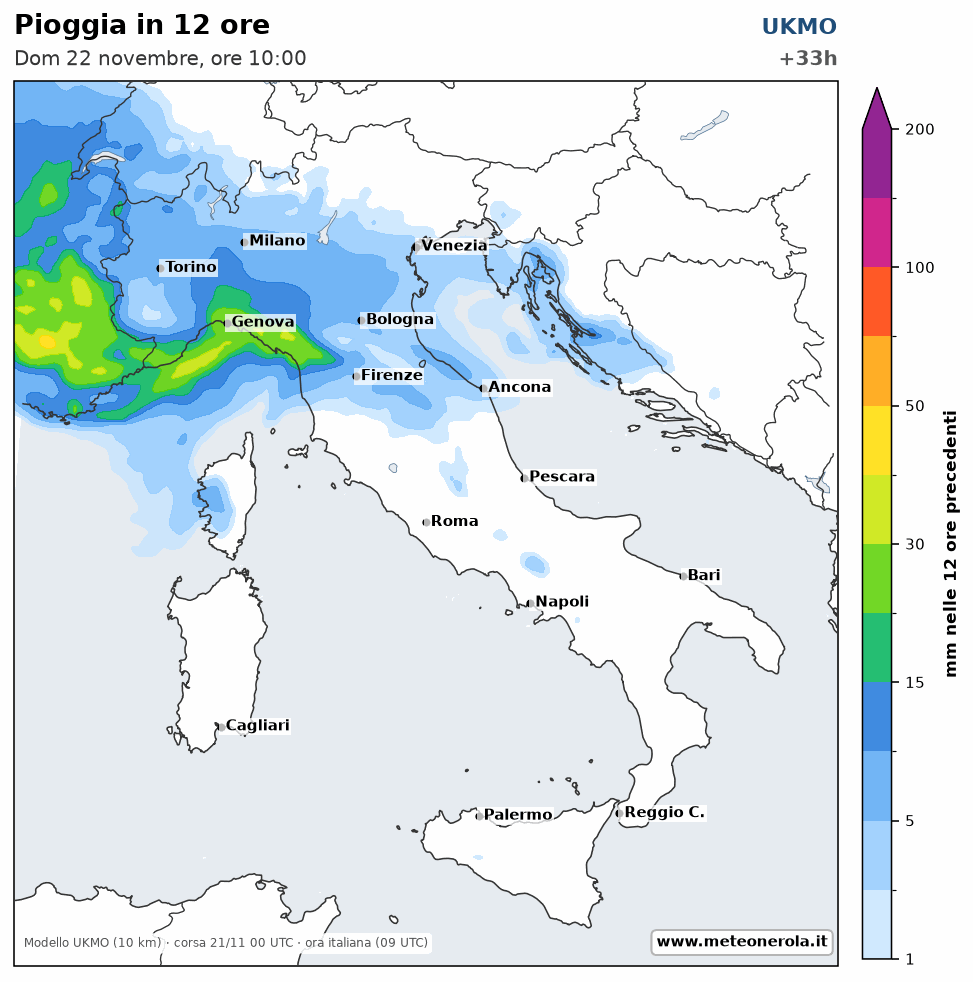 Pioggia in 12 ore
UKMO
Dom 22 novembre, ore 10:00
+33h
200
100
50
30
15
5
1
mm nelle 12 ore precedenti
Milano
Venezia
Torino
Genova
Bologna
Firenze
Ancona
Pescara
Roma
Bari
Napoli
Cagliari
Palermo
Reggio C.
Modello UKMO (10 km) · corsa 21/11 00 UTC · ora italiana (09 UTC)
www.meteonerola.it